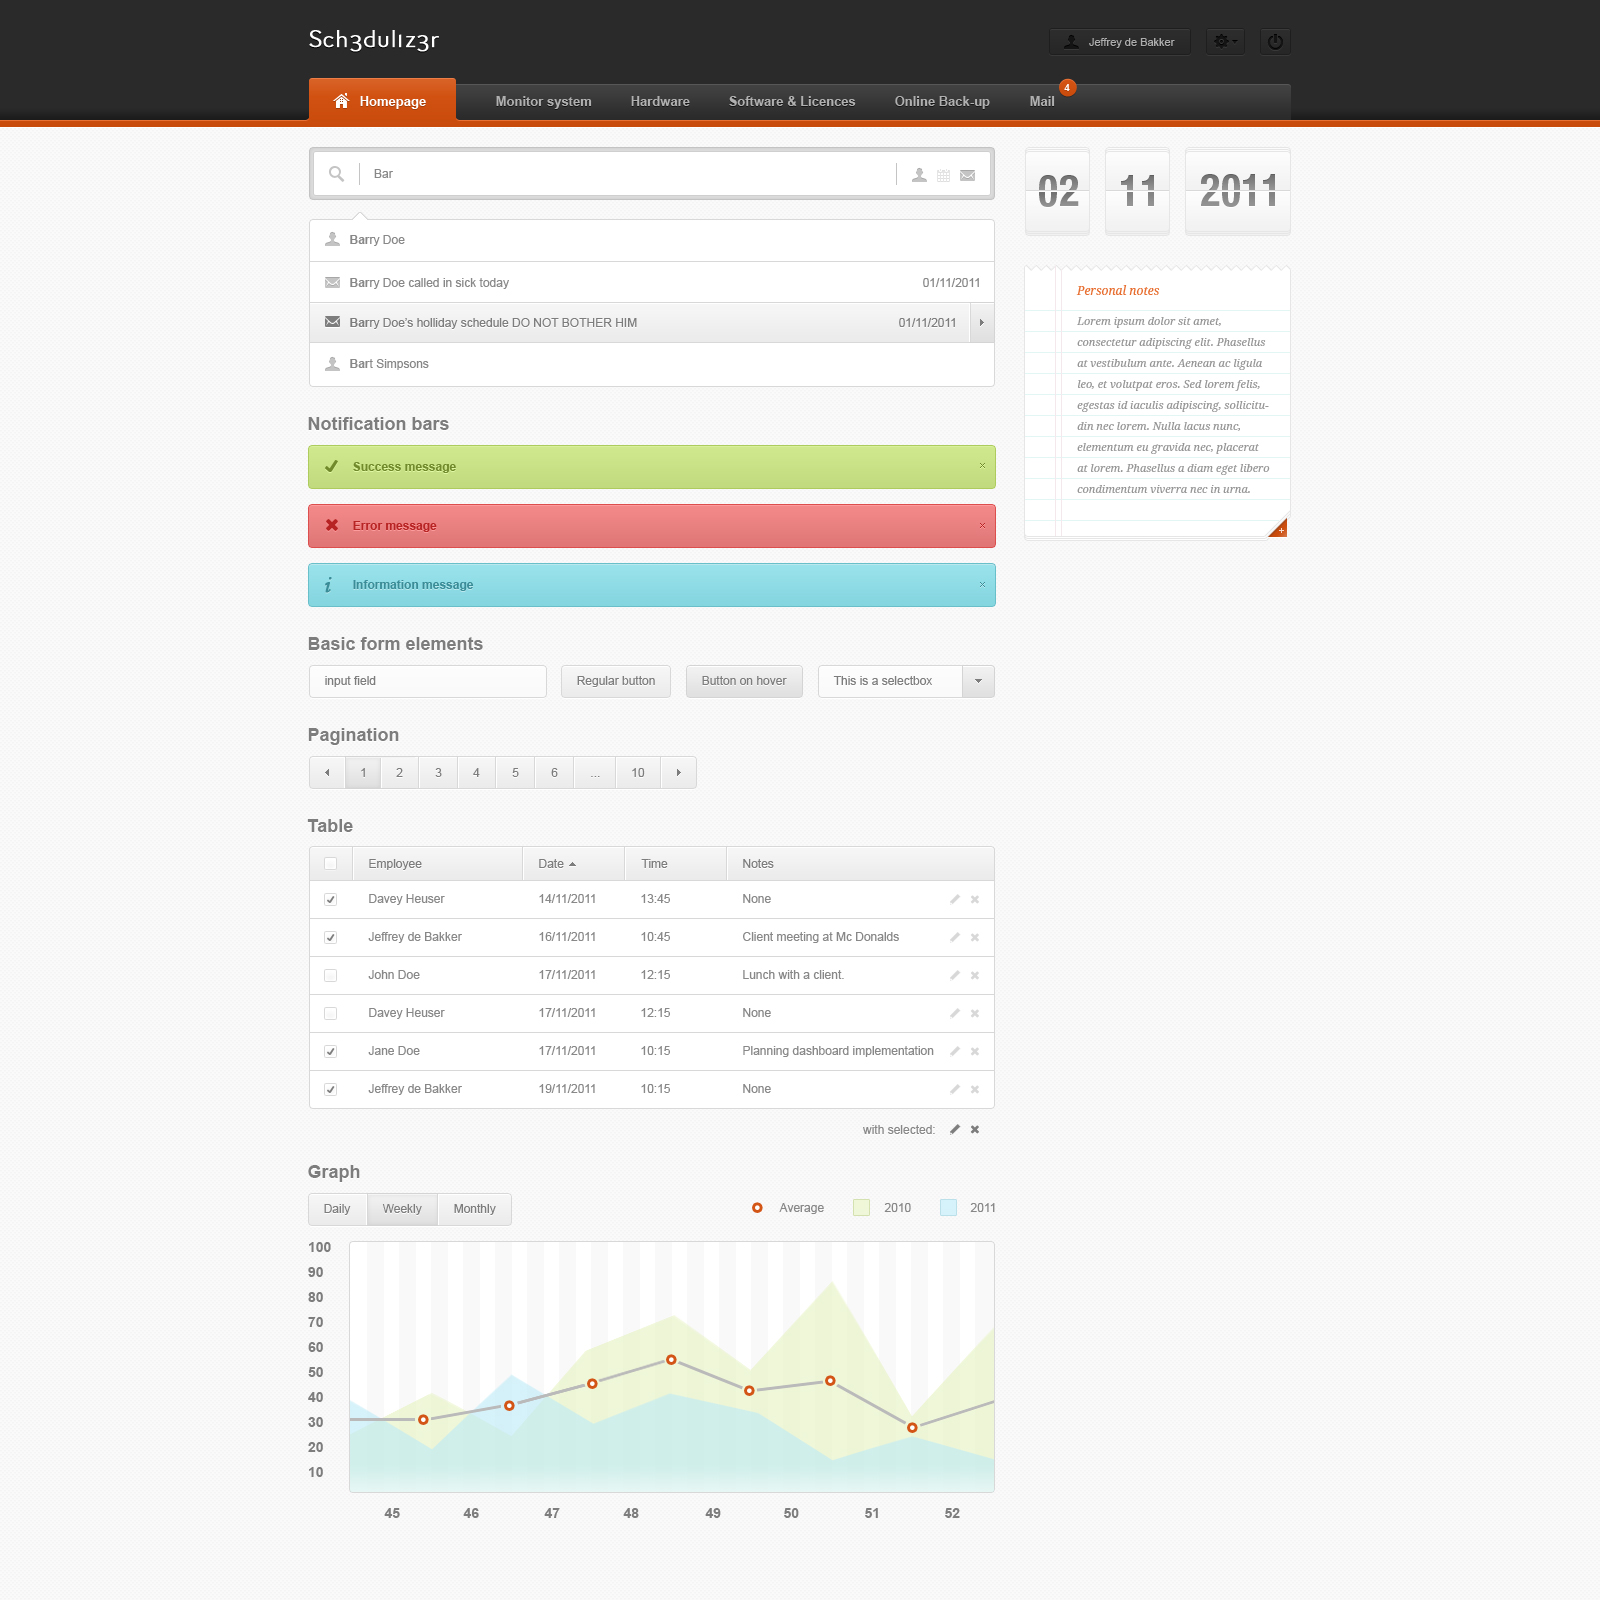 Sch3dul1z3r
Jeffrey de Bakker
Homepage
Monitor system
Hardware
Software & Licences
Online Back-up
Mail
4
Bar
Barry Doe
Barry Doe called in sick today 01/11/2011
Barry Doe's holliday schedule DO NOT BOTHER HIM 01/11/2011
Bart Simpsons
02 11 2011
Personal notes
Lorem ipsum dolor sit amet,
consectetur adipiscing elit. Phasellus
at vestibulum ante. Aenean ac ligula
leo, et volutpat eros. Sed lorem felis,
egestas id iaculis adipiscing, sollicitu-
din nec lorem. Nulla lacus nunc,
elementum eu gravida nec, placerat
at lorem. Phasellus a diam eget libero
condimentum viverra nec in urna.
Notification bars
Success message
Error message
Information message
Basic form elements
input field
Regular button
Button on hover
This is a selectbox
Pagination
1 2 3 4 5 6 ... 10
Table
Employee Date Time Notes
Davey Heuser 14/11/2011 13:45 None
Jeffrey de Bakker 16/11/2011 10:45 Client meeting at Mc Donalds
John Doe 17/11/2011 12:15 Lunch with a client.
Davey Heuser 17/11/2011 12:15 None
Jane Doe 17/11/2011 10:15 Planning dashboard implementation
Jeffrey de Bakker 19/11/2011 10:15 None
with selected:
Graph
Daily Weekly Monthly
Average 2010 2011
100
90
80
70
60
50
40
30
20
10
45 46 47 48 49 50 51 52